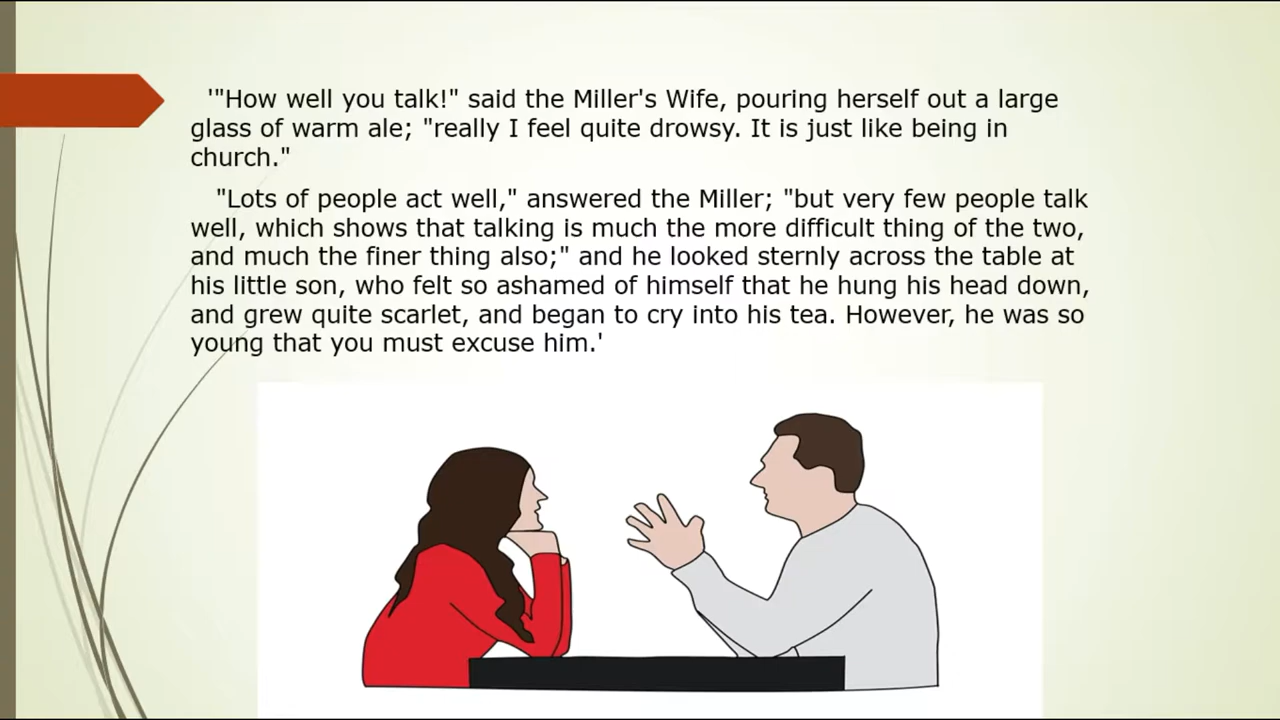 '"How well you talk!" said the Miller's Wife, pouring herself out a large
glass of warm ale; "really I feel quite drowsy. It is just like being in
church."
"Lots of people act well," answered the Miller; "but very few people talk
well, which shows that talking is much the more difficult thing of the two,
and much the finer thing also;" and he looked sternly across the table at
his little son, who felt so ashamed of himself that he hung his head down,
and grew quite scarlet, and began to cry into his tea. However, he was so
young that you must excuse him.'